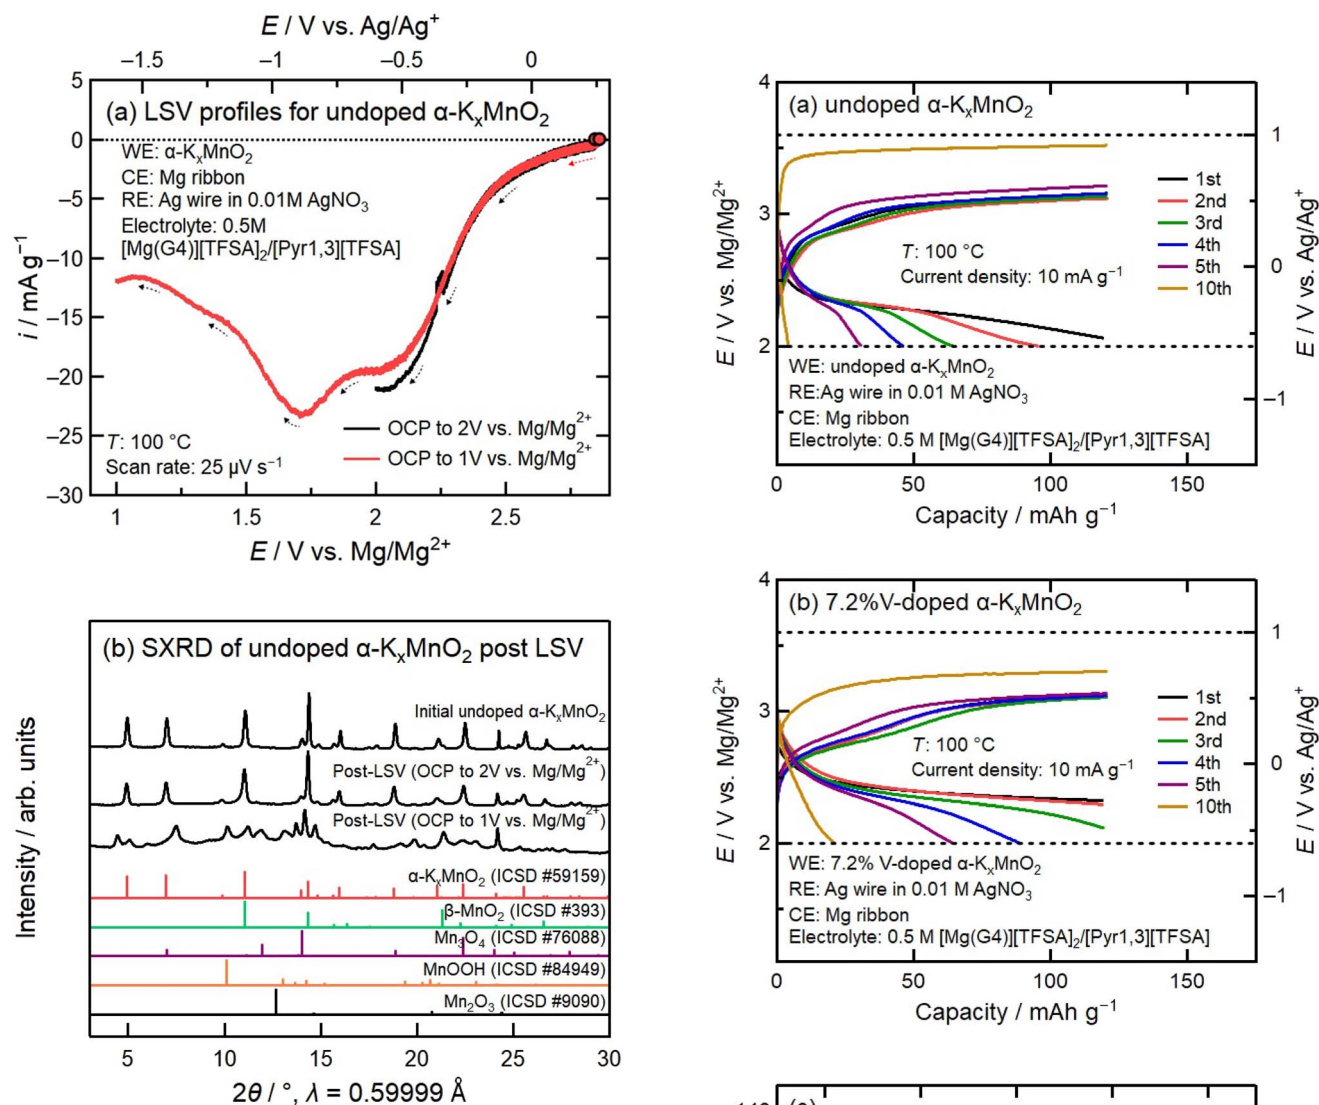 E / V vs. Ag/Ag⁺
–1.5 –1 –0.5 0
5
(a) LSV profiles for undoped α-KₓMnO₂
0
WE: α-KₓMnO₂
CE: Mg ribbon
–5
RE: Ag wire in 0.01M AgNO₃
Electrolyte: 0.5M
[Mg(G4)][TFSA]₂/[Pyr1,3][TFSA]
–10
i / mA g⁻¹
–15
–20
OCP to 2V vs. Mg/Mg²⁺
–25
T: 100 °C
OCP to 1V vs. Mg/Mg²⁺
Scan rate: 25 µV s⁻¹
–30
1 1.5 2 2.5
E / V vs. Mg/Mg²⁺
(b) SXRD of undoped α-KₓMnO₂ post LSV
Initial undoped α-KₓMnO₂
Post-LSV (OCP to 2V vs. Mg/Mg²⁺)
Post-LSV (OCP to 1V vs. Mg/Mg²⁺)
Intensity / arb. units
α-KₓMnO₂ (ICSD #59159)
β-MnO₂ (ICSD #393)
Mn₃O₄ (ICSD #76088)
MnOOH (ICSD #84949)
Mn₂O₃ (ICSD #9090)
5 10 15 20 25 30
2θ / °, λ = 0.59999 Å
4
(a) undoped α-KₓMnO₂
1
1st
2nd
3rd
4th
5th
10th
3
T: 100 °C
Current density: 10 mA g⁻¹
0
E / V vs. Mg/Mg²⁺
E / V vs. Ag/Ag⁺
2
WE: undoped α-KₓMnO₂
RE:Ag wire in 0.01 M AgNO₃
–1
CE: Mg ribbon
Electrolyte: 0.5 M [Mg(G4)][TFSA]₂/[Pyr1,3][TFSA]
0 50 100 150
Capacity / mAh g⁻¹
4
(b) 7.2%V-doped α-KₓMnO₂
1
1st
2nd
3rd
4th
5th
10th
3
T: 100 °C
Current density: 10 mA g⁻¹
0
E / V vs. Mg/Mg²⁺
E / V vs. Ag/Ag⁺
2
WE: 7.2% V-doped α-KₓMnO₂
RE: Ag wire in 0.01 M AgNO₃
–1
CE: Mg ribbon
Electrolyte: 0.5 M [Mg(G4)][TFSA]₂/[Pyr1,3][TFSA]
0 50 100 150
Capacity / mAh g⁻¹